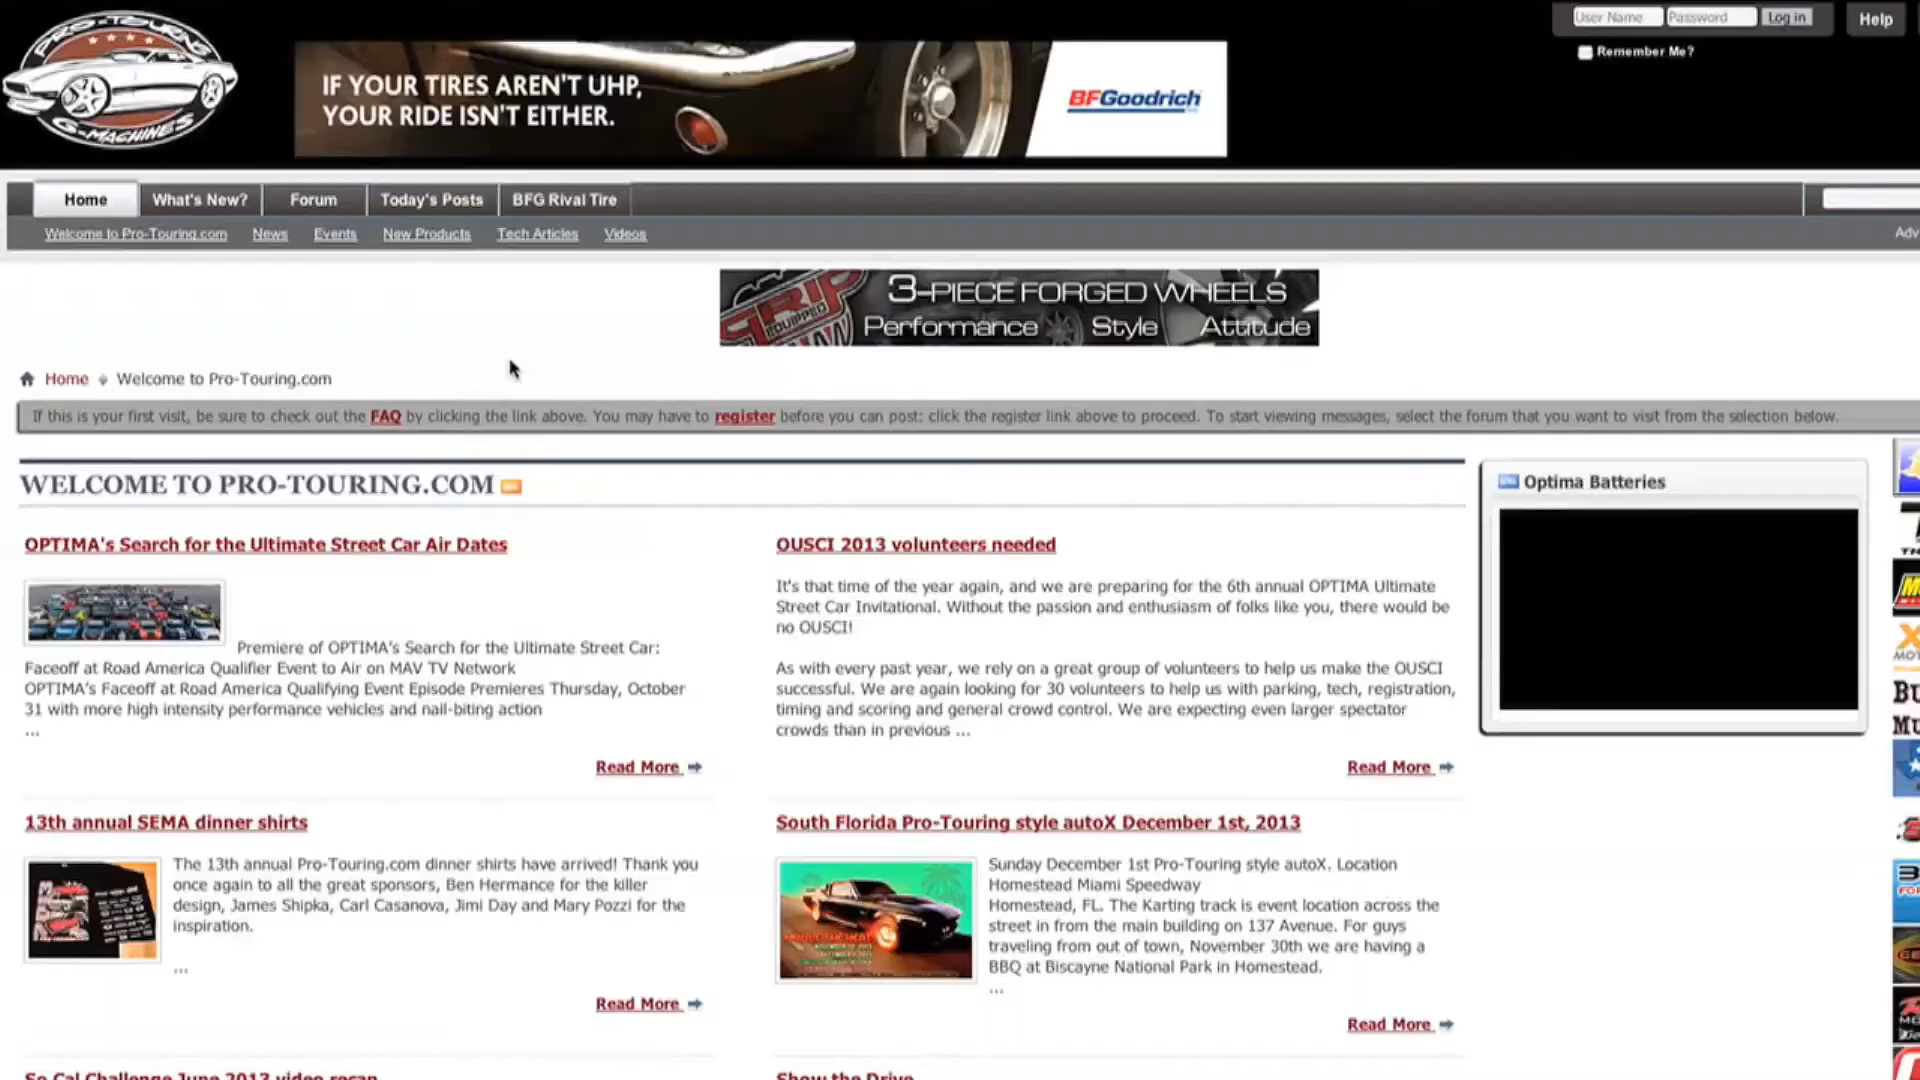 PRO-TOURING
G-MACHINES
IF YOUR TIRES AREN'T UHP,
YOUR RIDE ISN'T EITHER.
BFGoodrich
User Name Password Log in Help
Remember Me?
Home What's New? Forum Today's Posts BFG Rival Tire
Welcome to Pro-Touring.com News Events New Products Tech Articles Videos
GRIP EQUIPPED
3-PIECE FORGED WHEELS
Performance Style Attitude
Home Welcome to Pro-Touring.com
If this is your first visit, be sure to check out the FAQ by clicking the link above. You may have to register before you can post: click the register link above to proceed. To start viewing messages, select the forum that you want to visit from the selection below.
WELCOME TO PRO-TOURING.COM
Optima Batteries
OPTIMA's Search for the Ultimate Street Car Air Dates
Premiere of OPTIMA's Search for the Ultimate Street Car:
Faceoff at Road America Qualifier Event to Air on MAV TV Network
OPTIMA's Faceoff at Road America Qualifying Event Episode Premieres Thursday, October
31 with more high intensity performance vehicles and nail-biting action
...
Read More
OUSCI 2013 volunteers needed
It's that time of the year again, and we are preparing for the 6th annual OPTIMA Ultimate
Street Car Invitational. Without the passion and enthusiasm of folks like you, there would be
no OUSCI!
As with every past year, we rely on a great group of volunteers to help us make the OUSCI
successful. We are again looking for 30 volunteers to help us with parking, tech, registration,
timing and scoring and general crowd control. We are expecting even larger spectator
crowds than in previous ...
Read More
13th annual SEMA dinner shirts
The 13th annual Pro-Touring.com dinner shirts have arrived! Thank you
once again to all the great sponsors, Ben Hermance for the killer
design, James Shipka, Carl Casanova, Jimi Day and Mary Pozzi for the
inspiration.
...
Read More
South Florida Pro-Touring style autoX December 1st, 2013
Sunday December 1st Pro-Touring style autoX. Location
Homestead Miami Speedway
Homestead, FL. The Karting track is event location across the
street in from the main building on 137 Avenue. For guys
traveling from out of town, November 30th we are having a
BBQ at Biscayne National Park in Homestead.
...
Read More
So Cal Challenge June 2013 video recap
Show the Drive